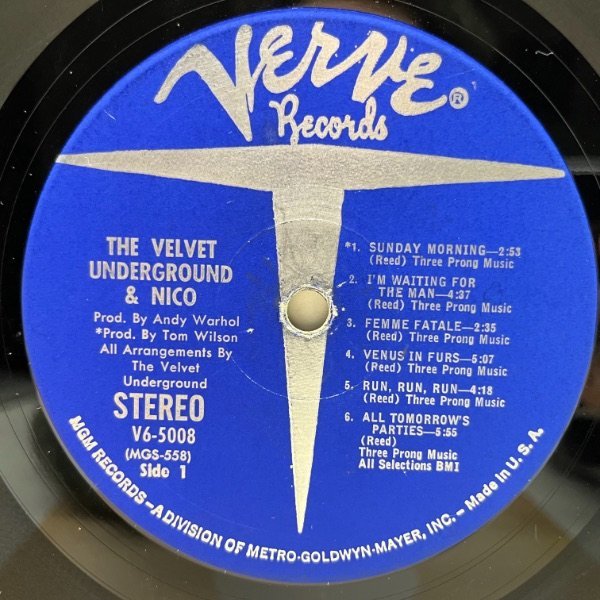 VERVE®
Records
THE VELVET
UNDERGROUND
& NICO
Prod. By Andy Warhol
*Prod. By Tom Wilson
All Arrangements By
The Velvet
Underground
STEREO
V6-5008
(MGS-558)
Side 1
*1. SUNDAY MORNING—2:53
(Reed) Three Prong Music
2. I'M WAITING FOR
THE MAN—4:37
(Reed) Three Prong Music
3. FEMME FATALE—2:35
(Reed) Three Prong Music
4. VENUS IN FURS—5:07
(Reed) Three Prong Music
5. RUN, RUN, RUN—4:18
(Reed) Three Prong Music
6. ALL TOMORROW'S
PARTIES—5:55
(Reed)
Three Prong Music
All Selections BMI
MGM RECORDS—A DIVISION OF METRO-GOLDWYN-MAYER, INC. — Made in U. S. A.